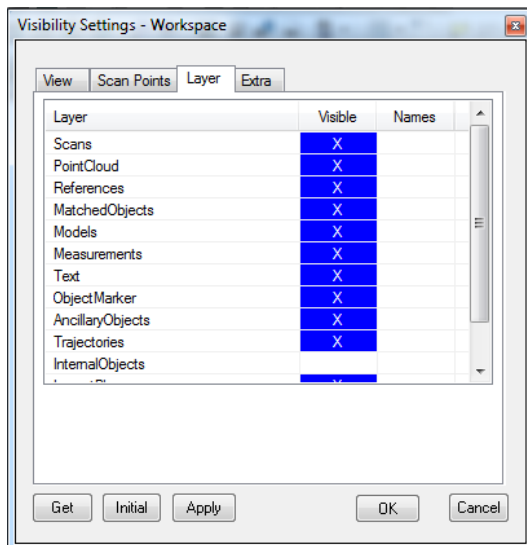 Visibility Settings - Workspace
View Scan Points Layer Extra
Layer Visible Names
Scans X
PointCloud X
References X
MatchedObjects X
Models X
Measurements X
Text X
ObjectMarker X
AncillaryObjects X
Trajectories X
InternalObjects
Get Initial Apply OK Cancel